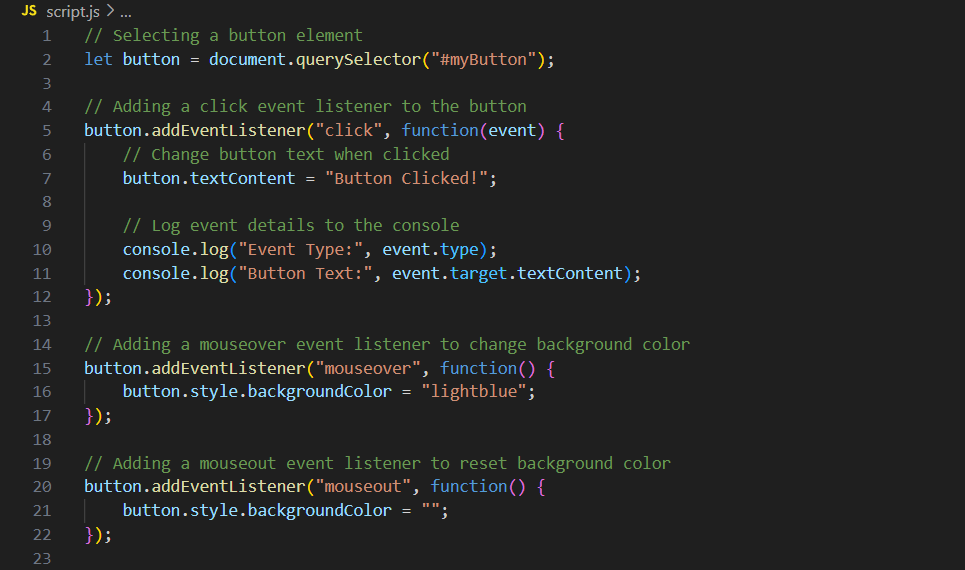 JS script.js > ...
1 // Selecting a button element
2 let button = document.querySelector("#myButton");
3
4 // Adding a click event listener to the button
5 button.addEventListener("click", function(event) {
6     // Change button text when clicked
7     button.textContent = "Button Clicked!";
8
9     // Log event details to the console
10     console.log("Event Type:", event.type);
11     console.log("Button Text:", event.target.textContent);
12 });
13
14 // Adding a mouseover event listener to change background color
15 button.addEventListener("mouseover", function() {
16     button.style.backgroundColor = "lightblue";
17 });
18
19 // Adding a mouseout event listener to reset background color
20 button.addEventListener("mouseout", function() {
21     button.style.backgroundColor = "";
22 });
23